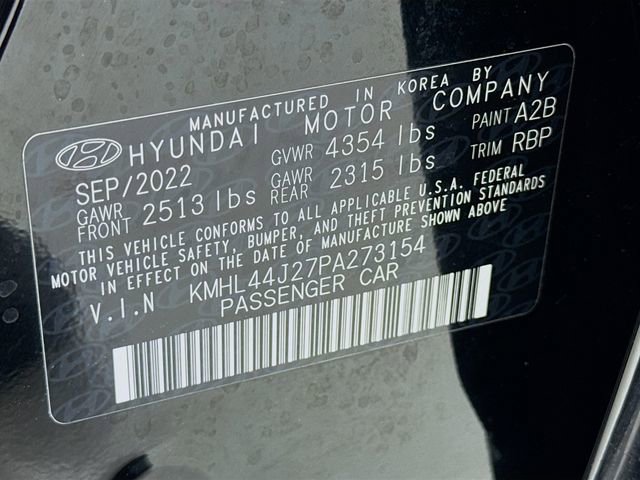 MANUFACTURED IN KOREA BY
HYUNDAI MOTOR COMPANY
SEP/2022 GVWR 4354 lbs PAINT A2B
GAWR FRONT 2513 lbs GAWR REAR 2315 lbs TRIM RBP
THIS VEHICLE CONFORMS TO ALL APPLICABLE U.S.A. FEDERAL
MOTOR VEHICLE SAFETY, BUMPER, AND THEFT PREVENTION STANDARDS
IN EFFECT ON THE DATE OF MANUFACTURE SHOWN ABOVE
V.I.N KMHL44J27PA273154
PASSENGER CAR